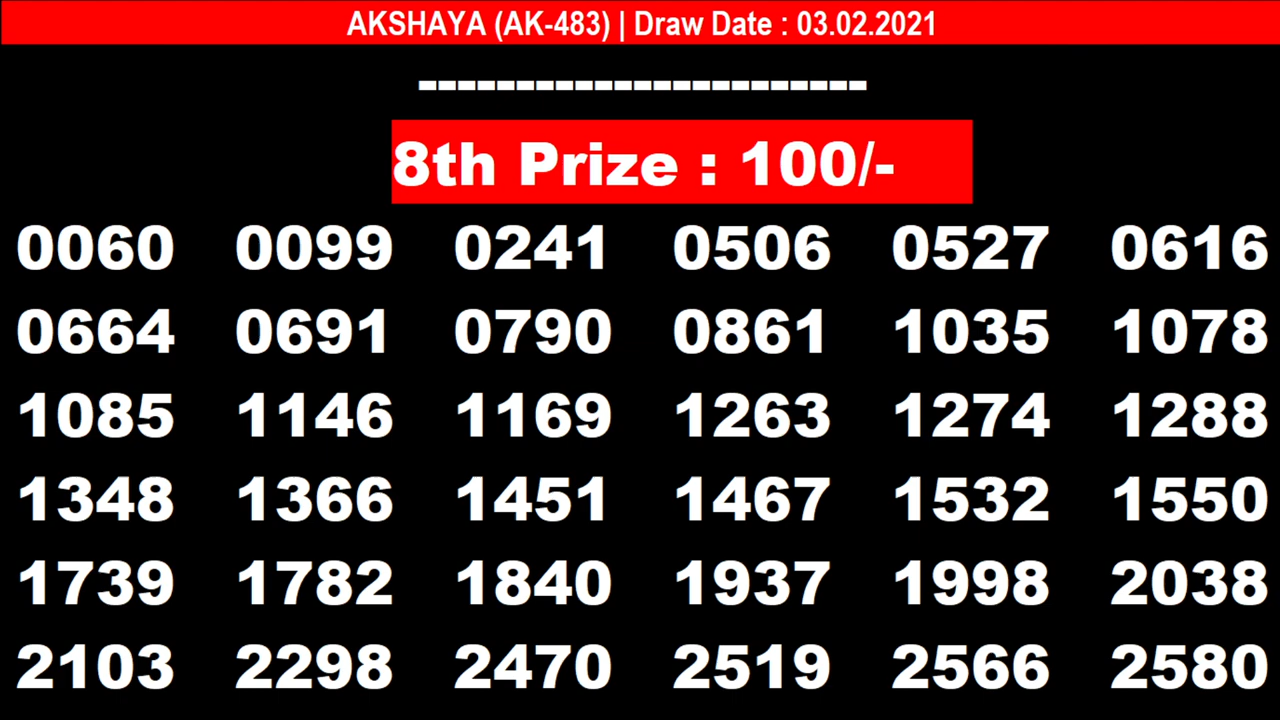 AKSHAYA (AK-483) | Draw Date : 03.02.2021
-----------------------
8th Prize : 100/-
0060 0099 0241 0506 0527 0616
0664 0691 0790 0861 1035 1078
1085 1146 1169 1263 1274 1288
1348 1366 1451 1467 1532 1550
1739 1782 1840 1937 1998 2038
2103 2298 2470 2519 2566 2580